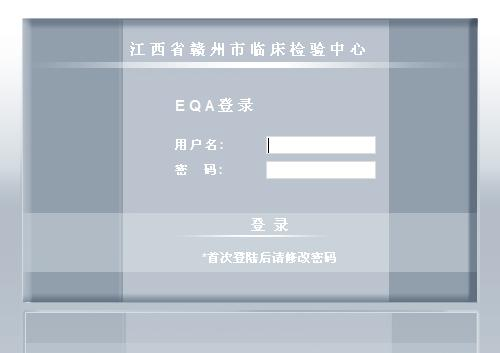 江西省赣州市临床检验中心
EQA登录
用户名：
密　码：
登 录
*首次登陆后请修改密码